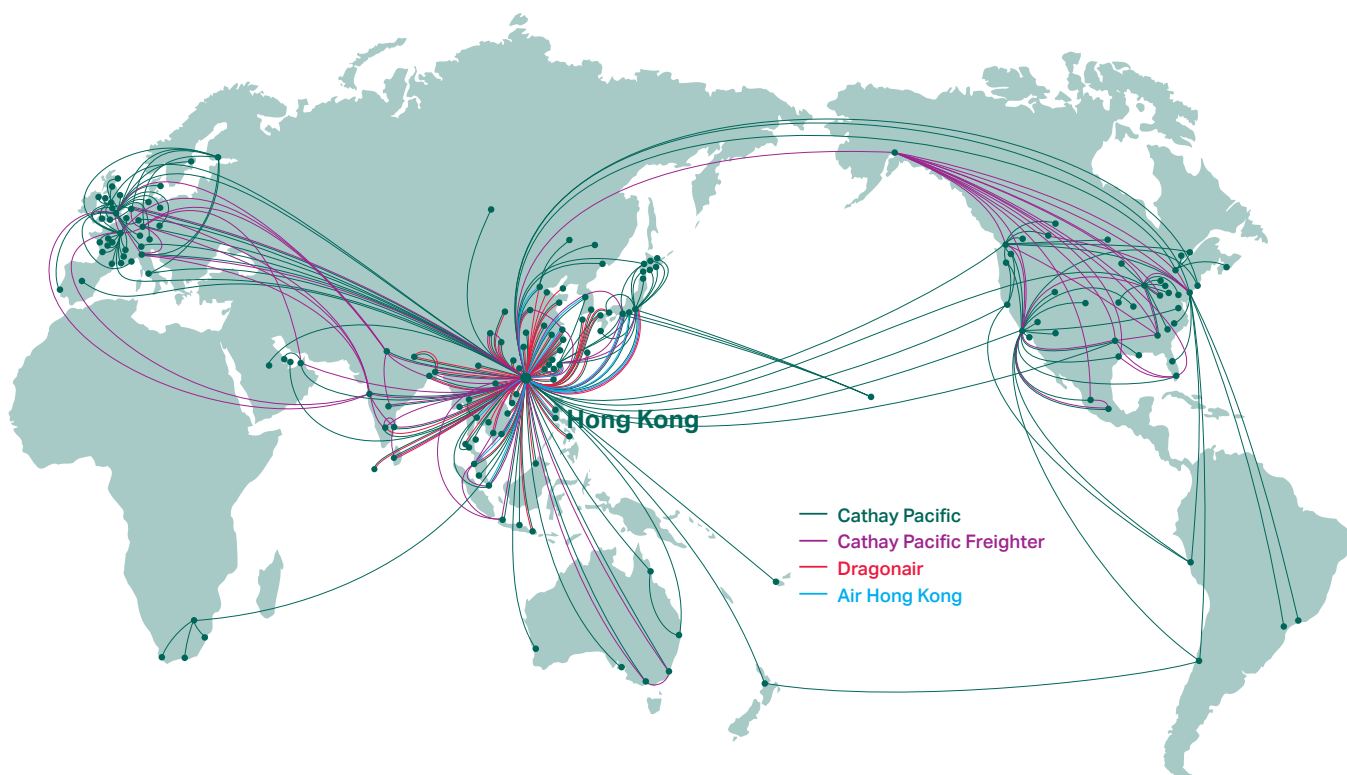 Hong Kong
Cathay Pacific
Cathay Pacific Freighter
Dragonair
Air Hong Kong